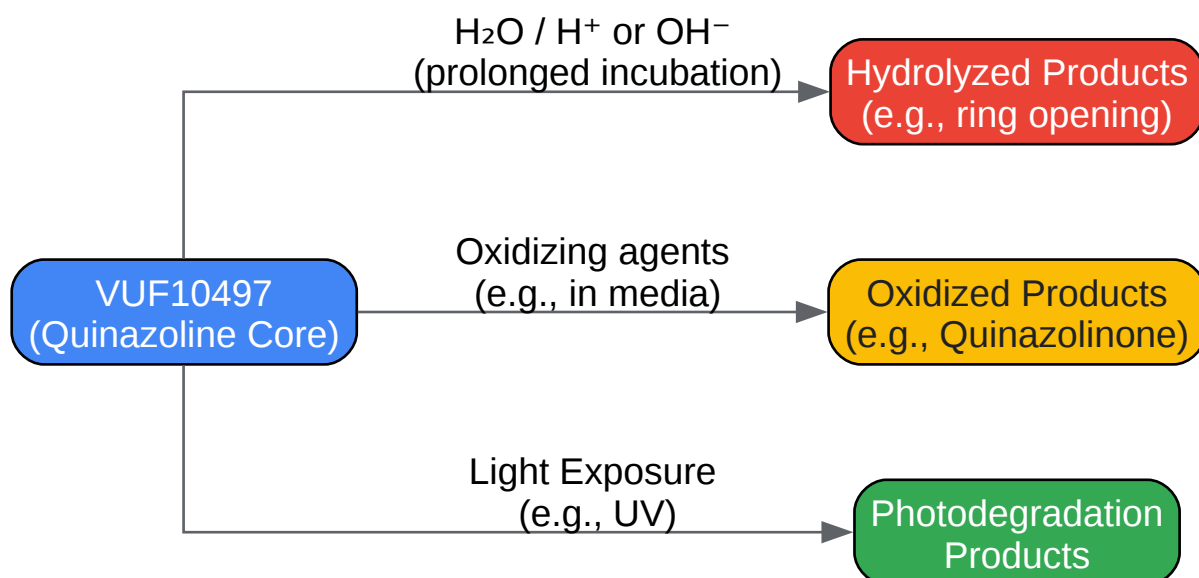 H₂O / H⁺ or OH⁻
(prolonged incubation)
Hydrolyzed Products
(e.g., ring opening)
VUF10497
(Quinazoline Core)
Oxidizing agents
(e.g., in media)
Oxidized Products
(e.g., Quinazolinone)
Light Exposure
(e.g., UV)
Photodegradation
Products